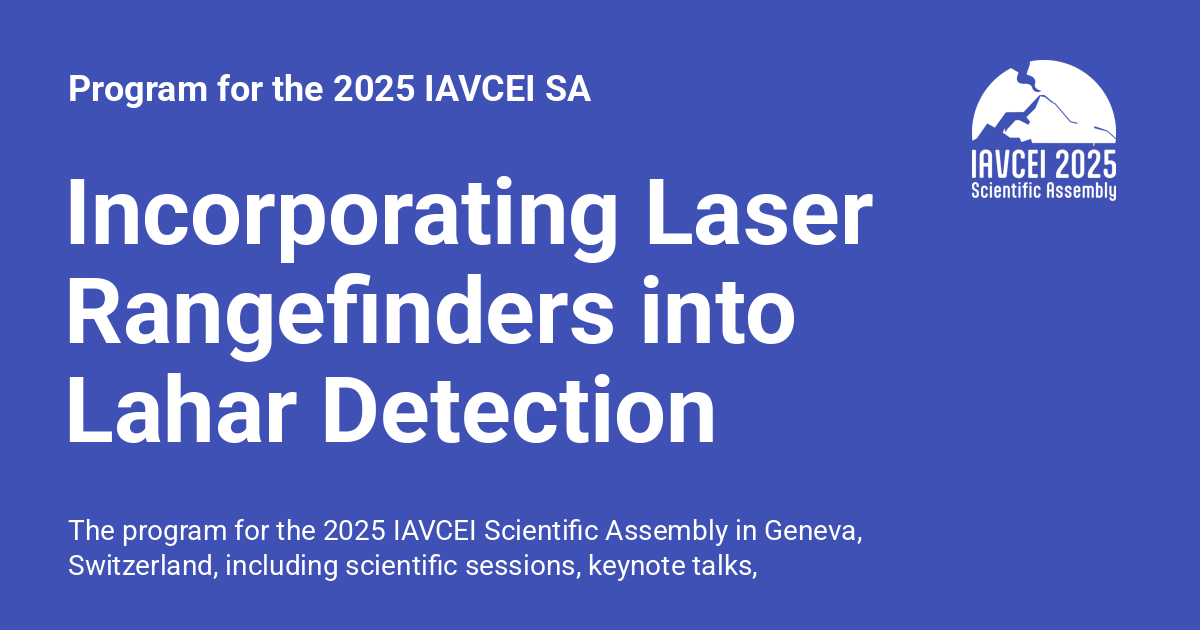 Program for the 2025 IAVCEI SA
IAVCEI 2025
Scientific Assembly
Incorporating Laser
Rangefinders into
Lahar Detection
The program for the 2025 IAVCEI Scientific Assembly in Geneva,
Switzerland, including scientific sessions, keynote talks,